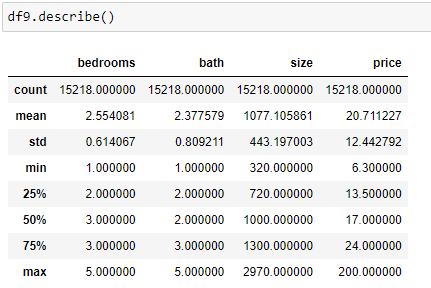 df9.describe()
bedrooms bath size price
count 15218.000000 15218.000000 15218.000000 15218.000000
mean 2.554081 2.377579 1077.105861 20.711227
std 0.614067 0.809211 443.197003 12.442792
min 1.000000 1.000000 320.000000 6.300000
25% 2.000000 2.000000 720.000000 13.500000
50% 3.000000 2.000000 1000.000000 17.000000
75% 3.000000 3.000000 1300.000000 24.000000
max 5.000000 5.000000 2970.000000 200.000000